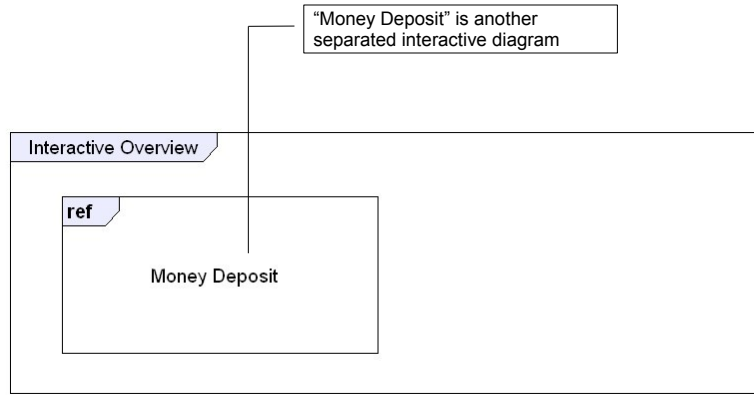 “Money Deposit” is another
separated interactive diagram
Interactive Overview
ref
Money Deposit